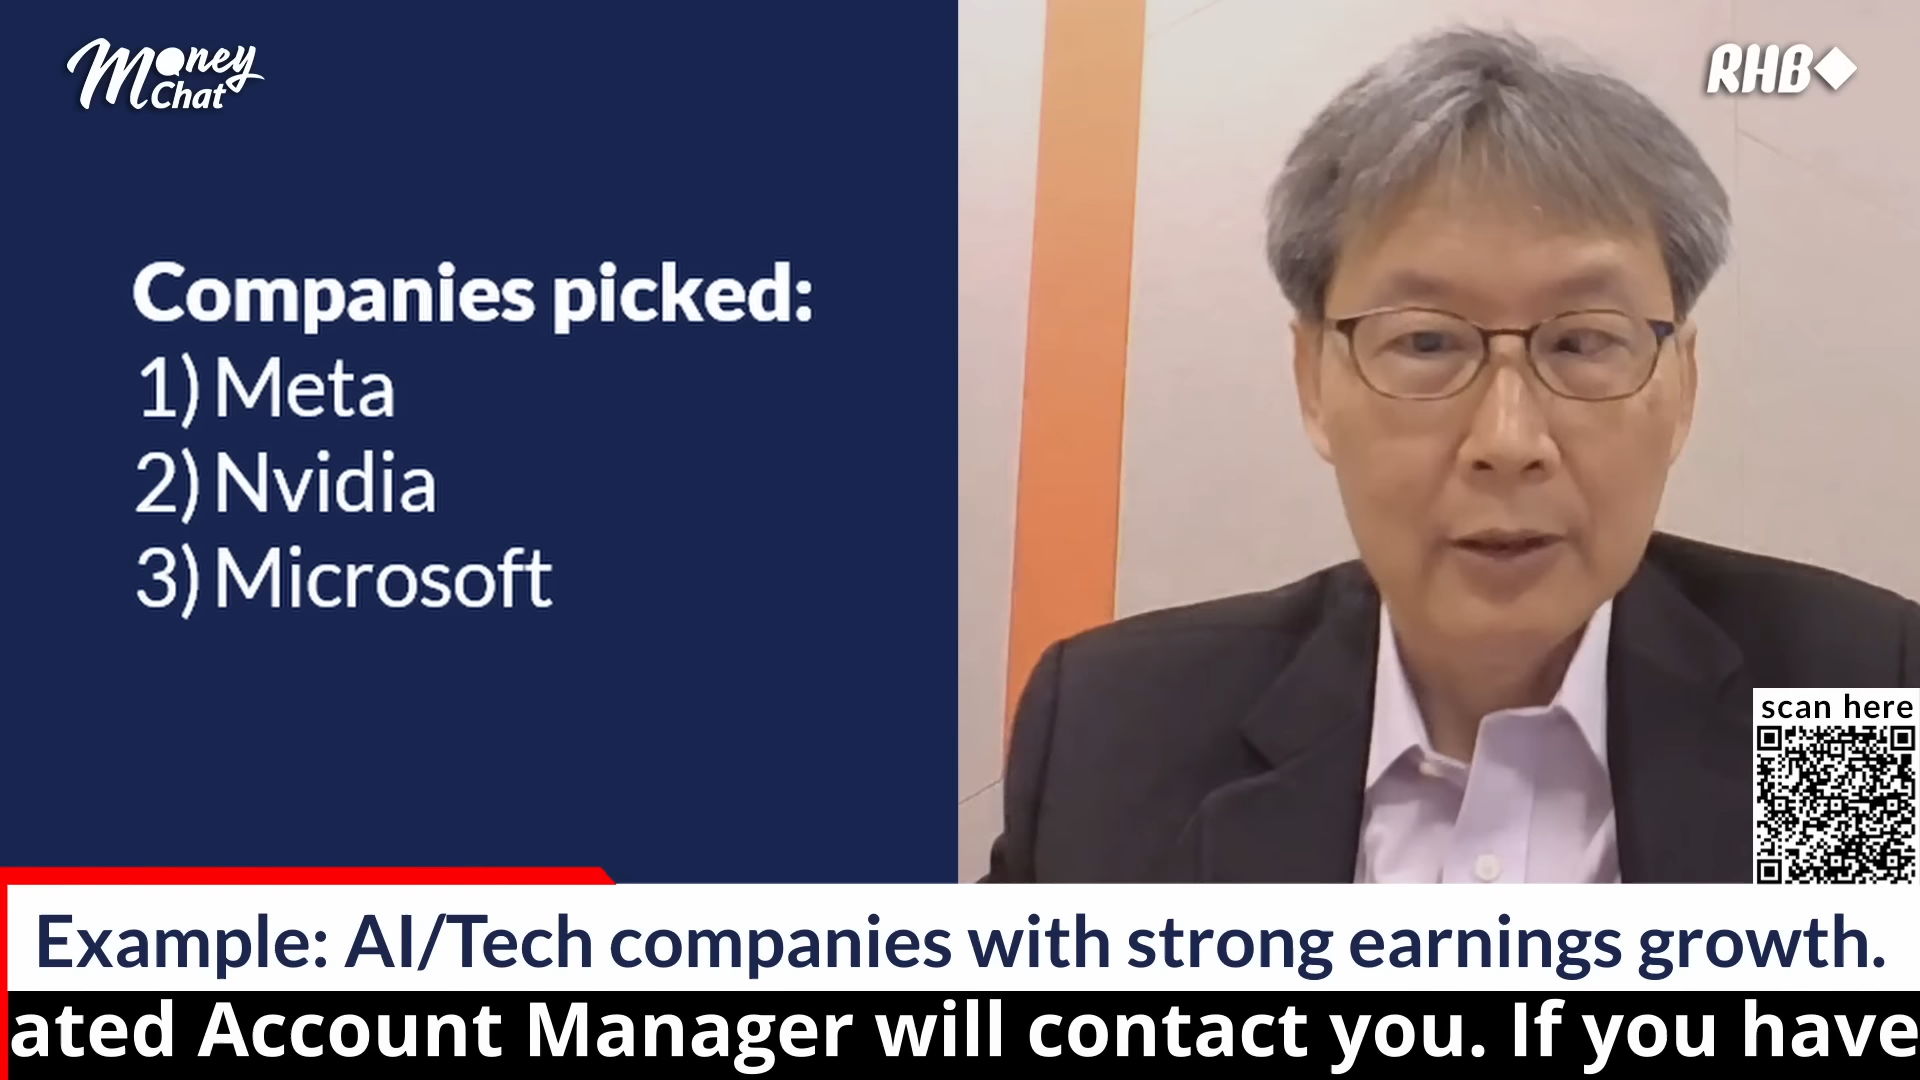 Money
Chat
RHB
Companies picked:
1) Meta
2) Nvidia
3) Microsoft
scan here
Example: AI/Tech companies with strong earnings growth.
ated Account Manager will contact you. If you have